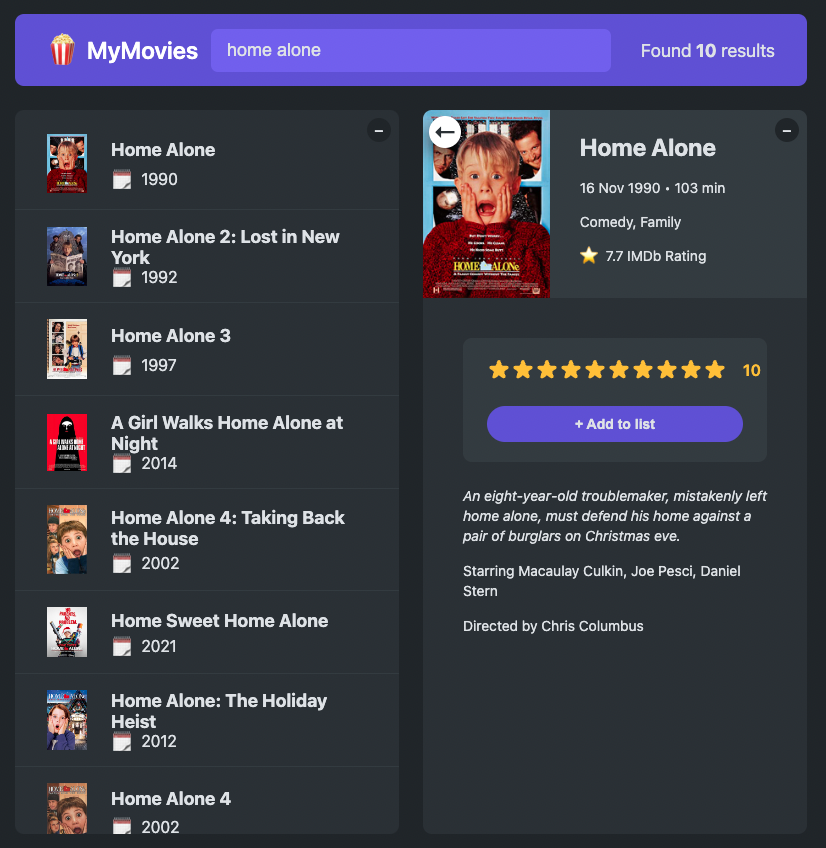 MyMovies
home alone
Found 10 results
Home Alone
1990
Home Alone 2: Lost in New
York
1992
Home Alone 3
1997
A Girl Walks Home Alone at
Night
2014
Home Alone 4: Taking Back
the House
2002
Home Sweet Home Alone
2021
Home Alone: The Holiday
Heist
2012
Home Alone 4
2002
HOME ALONe
Home Alone
16 Nov 1990 • 103 min
Comedy, Family
7.7 IMDb Rating
10
+ Add to list
An eight-year-old troublemaker, mistakenly left
home alone, must defend his home against a
pair of burglars on Christmas eve.
Starring Macaulay Culkin, Joe Pesci, Daniel
Stern
Directed by Chris Columbus